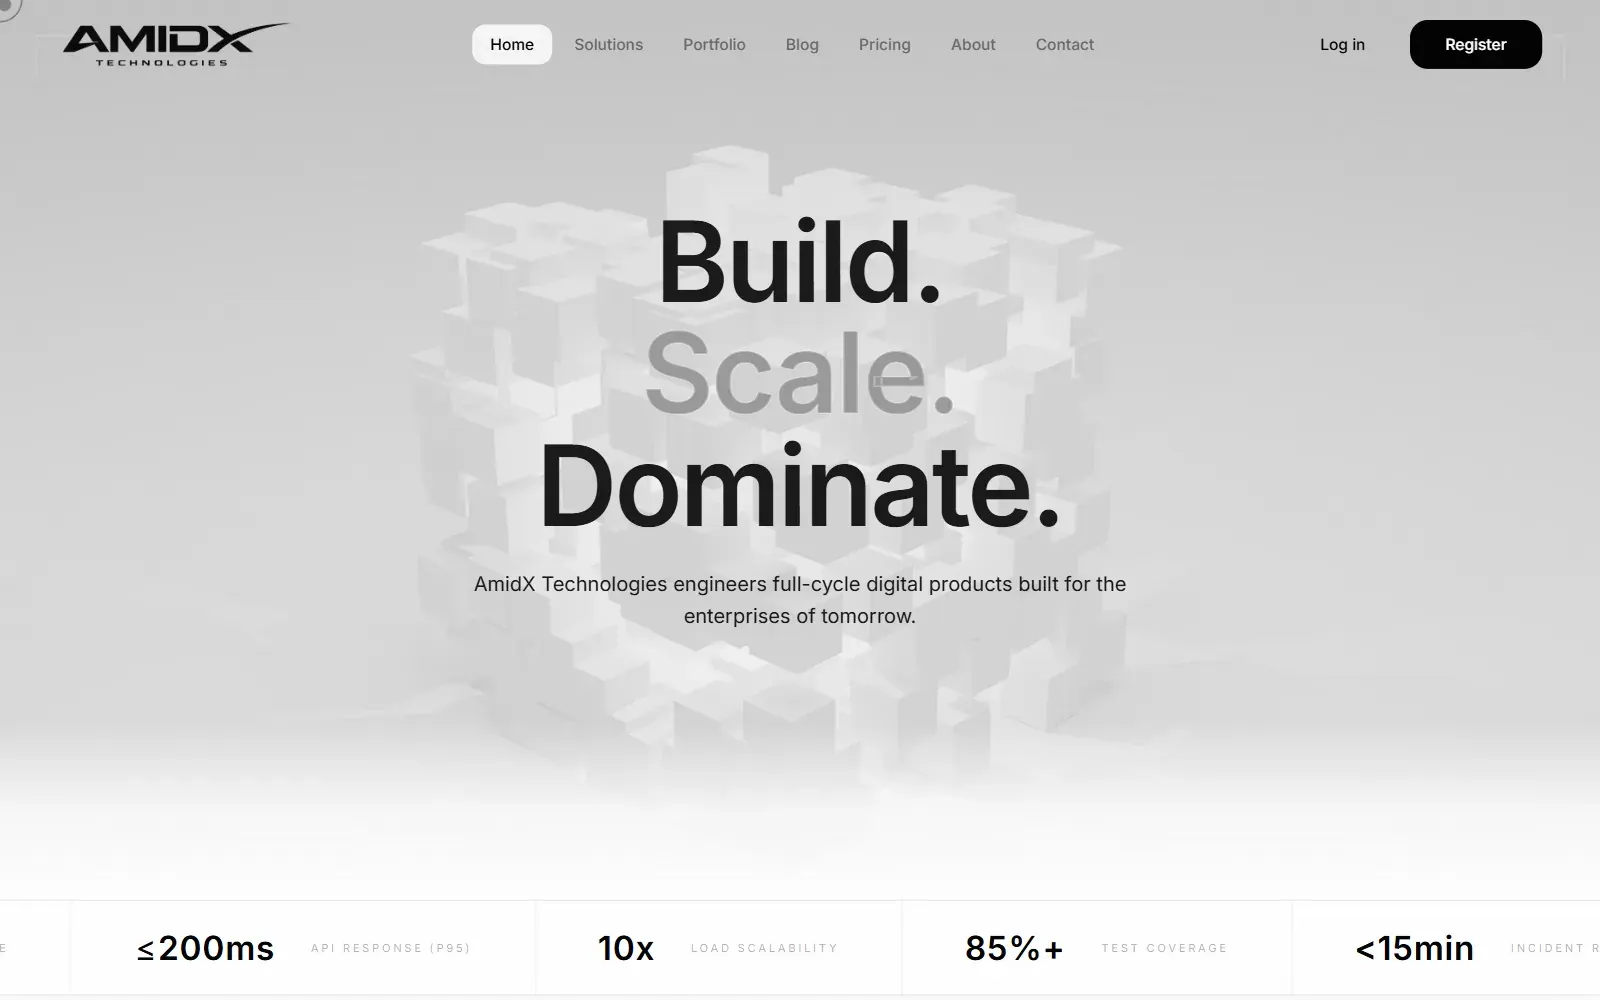 AMIDX
TECHNOLOGIES
Home
Solutions
Portfolio
Blog
Pricing
About
Contact
Log in
Register
Build.
Scale.
Dominate.
AmidX Technologies engineers full-cycle digital products built for the
enterprises of tomorrow.
≤200ms
API RESPONSE (P95)
10x
LOAD SCALABILITY
85%+
TEST COVERAGE
<15min
INCIDENT